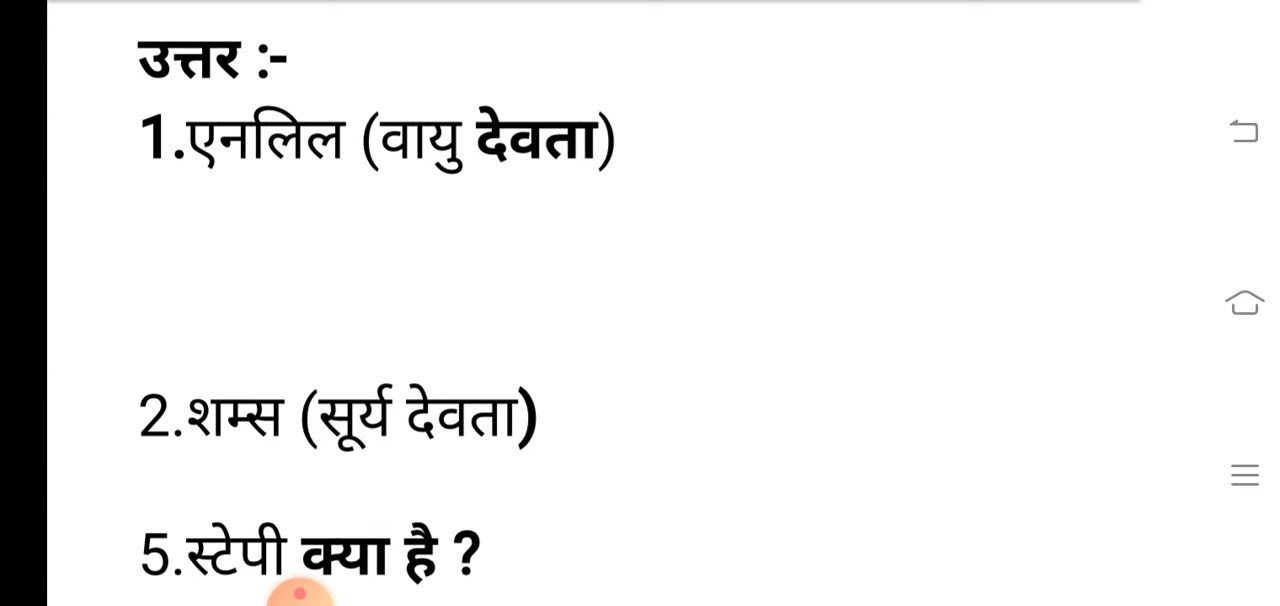 उत्तर :-
1.एनलिल (वायु देवता)
2.शम्स (सूर्य देवता)
5.स्टेपी क्या है ?